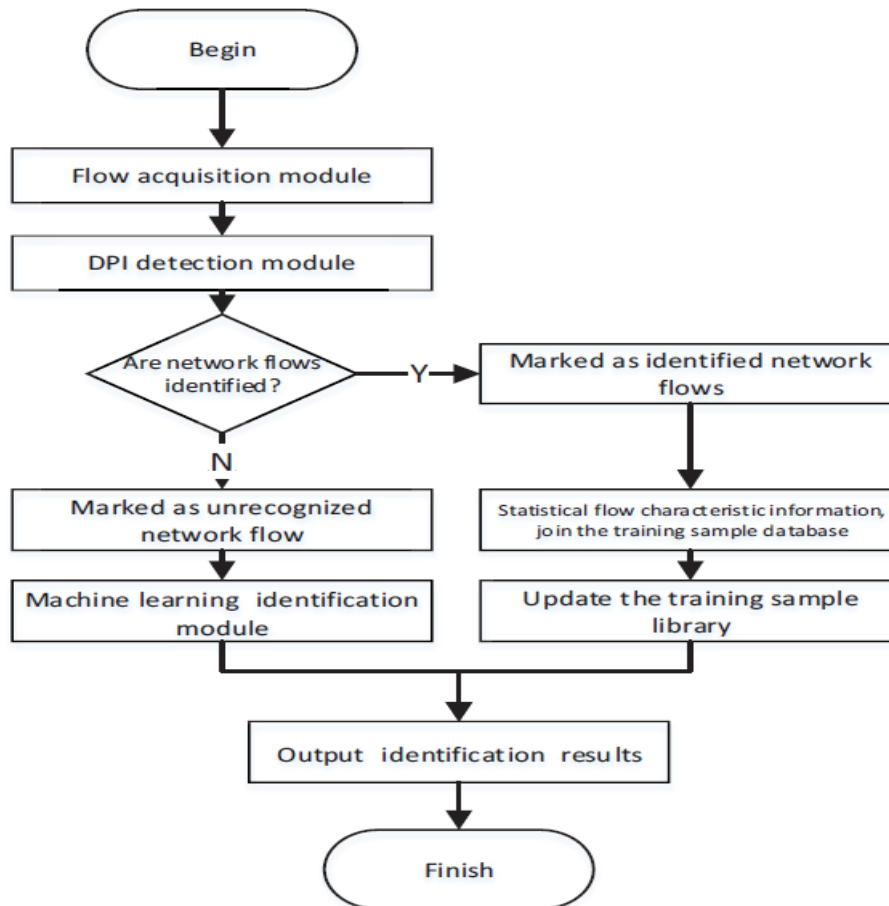 Begin
Flow acquisition module
DPI detection module
Are network flows
identified?
Y
Marked as identified network
flows
N
Marked as unrecognized
network flow
Statistical flow characteristic information,
join the training sample database
Machine learning identification
module
Update the training sample
library
Output identification results
Finish